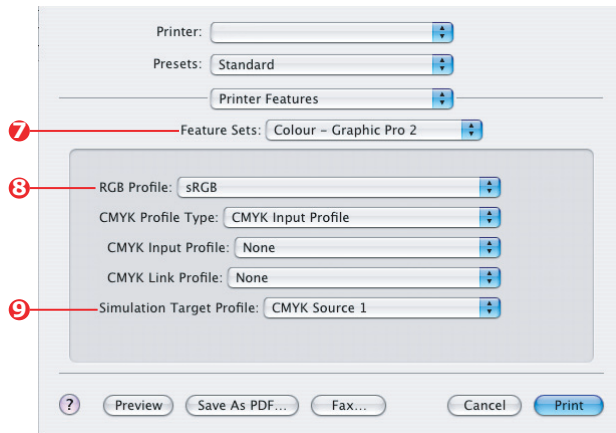 Printer:
Presets: Standard
Printer Features
7 Feature Sets: Colour – Graphic Pro 2
8 RGB Profile: sRGB
CMYK Profile Type: CMYK Input Profile
CMYK Input Profile: None
CMYK Link Profile: None
9 Simulation Target Profile: CMYK Source 1
? Preview Save As PDF... Fax... Cancel Print